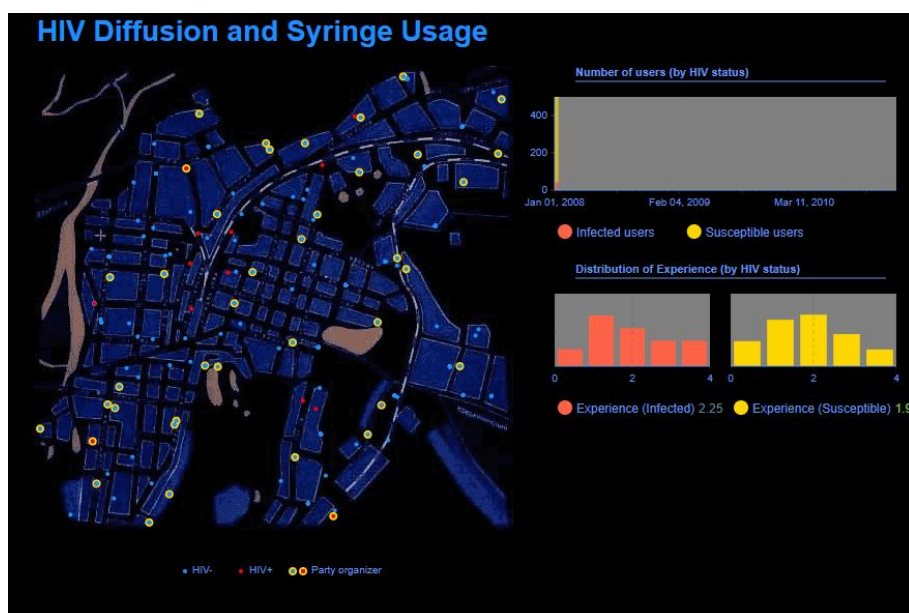 HIV Diffusion and Syringe Usage
Number of users (by HIV status)
400
200
0
Jan 01, 2008 Feb 04, 2009 Mar 11, 2010
Infected users Susceptible users
Distribution of Experience (by HIV status)
0 2 4 0 2 4
Experience (Infected) 2.25 Experience (Susceptible) 1.9
HIV- HIV+ Party organizer